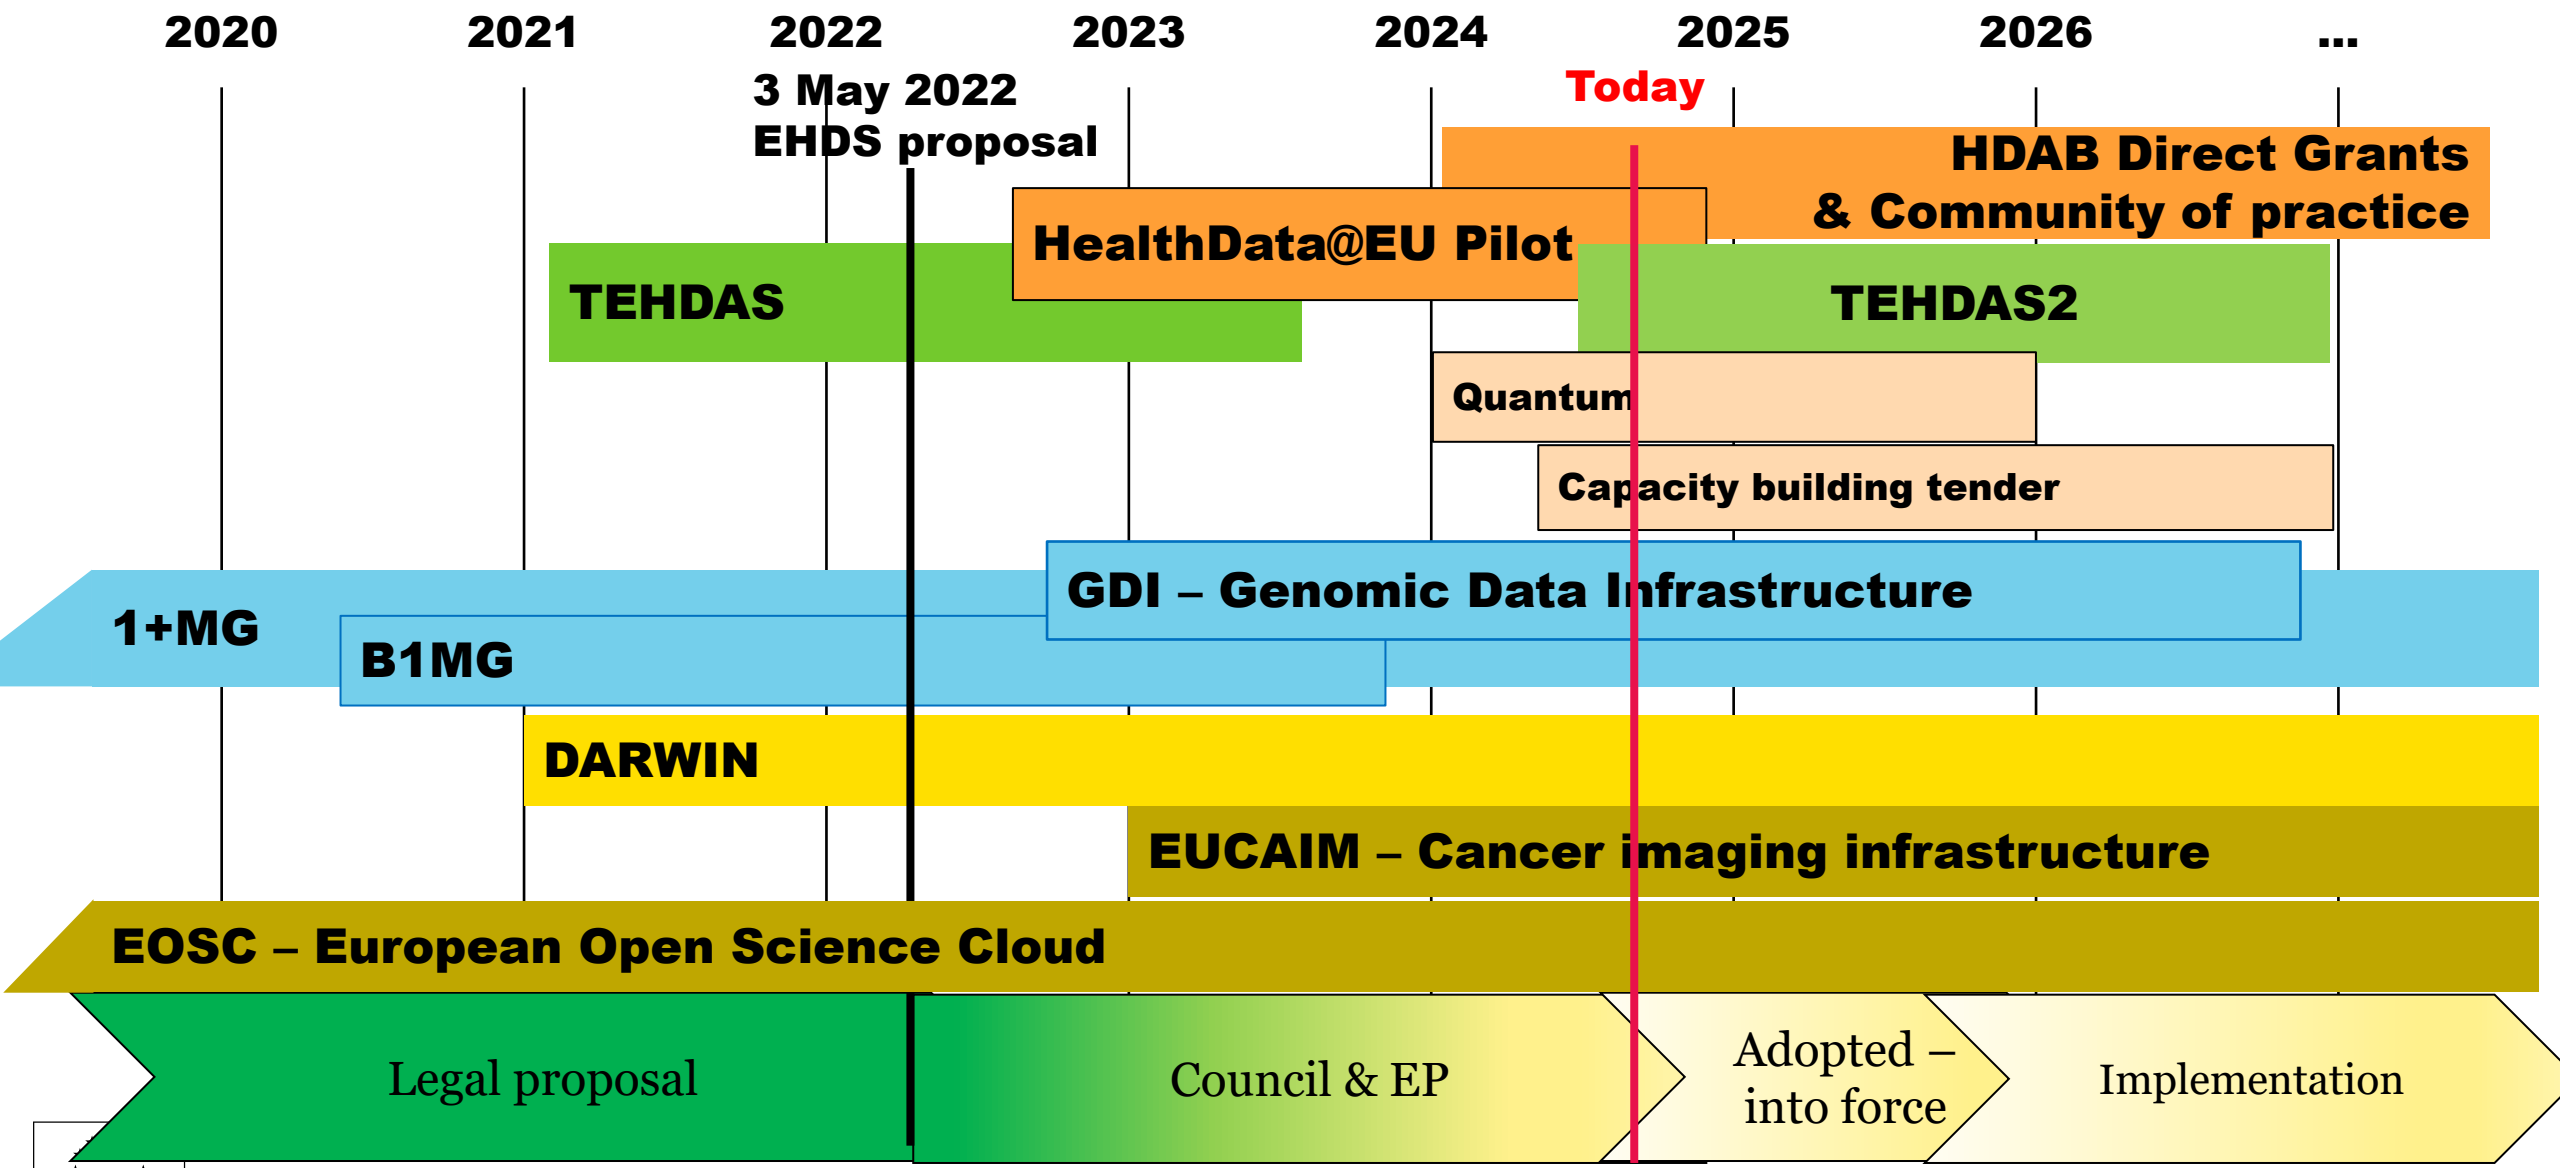 2020 2021 2022 2023 2024 2025 2026 ...
3 May 2022
EHDS proposal
Today
HDAB Direct Grants
& Community of practice
HealthData@EU Pilot
TEHDAS
TEHDAS2
Quantum
Capacity building tender
GDI – Genomic Data Infrastructure
1+MG
B1MG
DARWIN
EUCAIM – Cancer imaging infrastructure
EOSC – European Open Science Cloud
Legal proposal
Council & EP
Adopted –
into force
Implementation